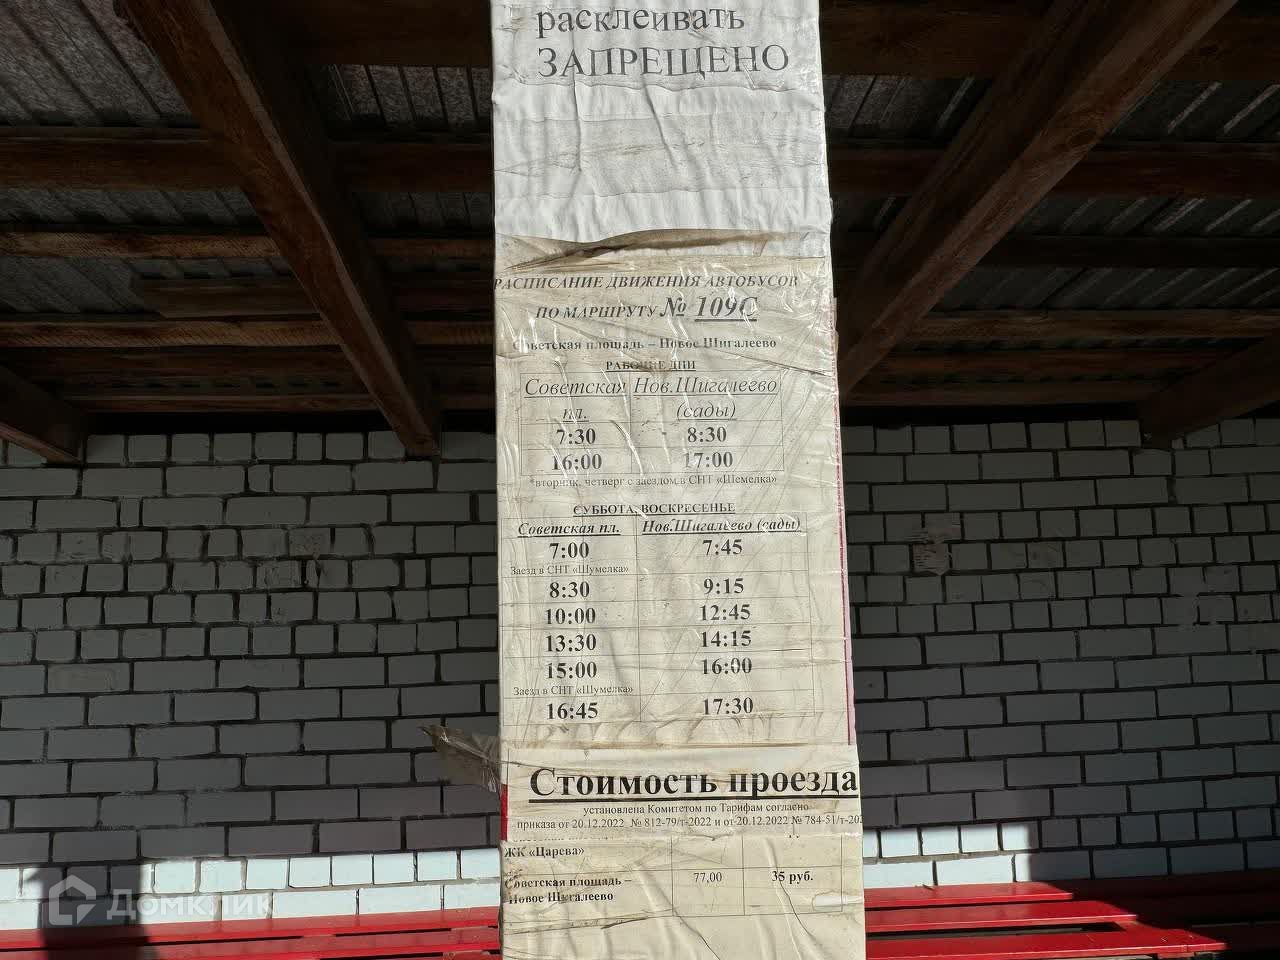 расклеивать
ЗАПРЕЩЕНО
РАСПИСАНИЕ ДВИЖЕНИЯ АВТОБУСОВ
ПО МАРШРУТУ № 109С
Советская площадь – Новое Шигалеево
РАБОЧИЕ ДНИ
Советская Нов.Шигалеево
пл. (сады)
7:30 8:30
16:00 17:00
*вторник, четверг с заездом в СНТ «Шемелка»
СУББОТА, ВОСКРЕСЕНЬЕ
Советская пл. Нов.Шигалеево (сады)
7:00 7:45
Заезд в СНТ «Шумелка»
8:30 9:15
10:00 12:45
13:30 14:15
15:00 16:00
Заезд в СНТ «Шумелка»
16:45 17:30
Стоимость проезда
установлена Комитетом по Тарифам согласно
приказа от 20.12.2022 № 812-79/т-2022 и от 20.12.2022 № 784-51/т-202
ЖК «Царева»
Советская площадь – 77,00 35 руб.
Новое Шигалеево
Домклик